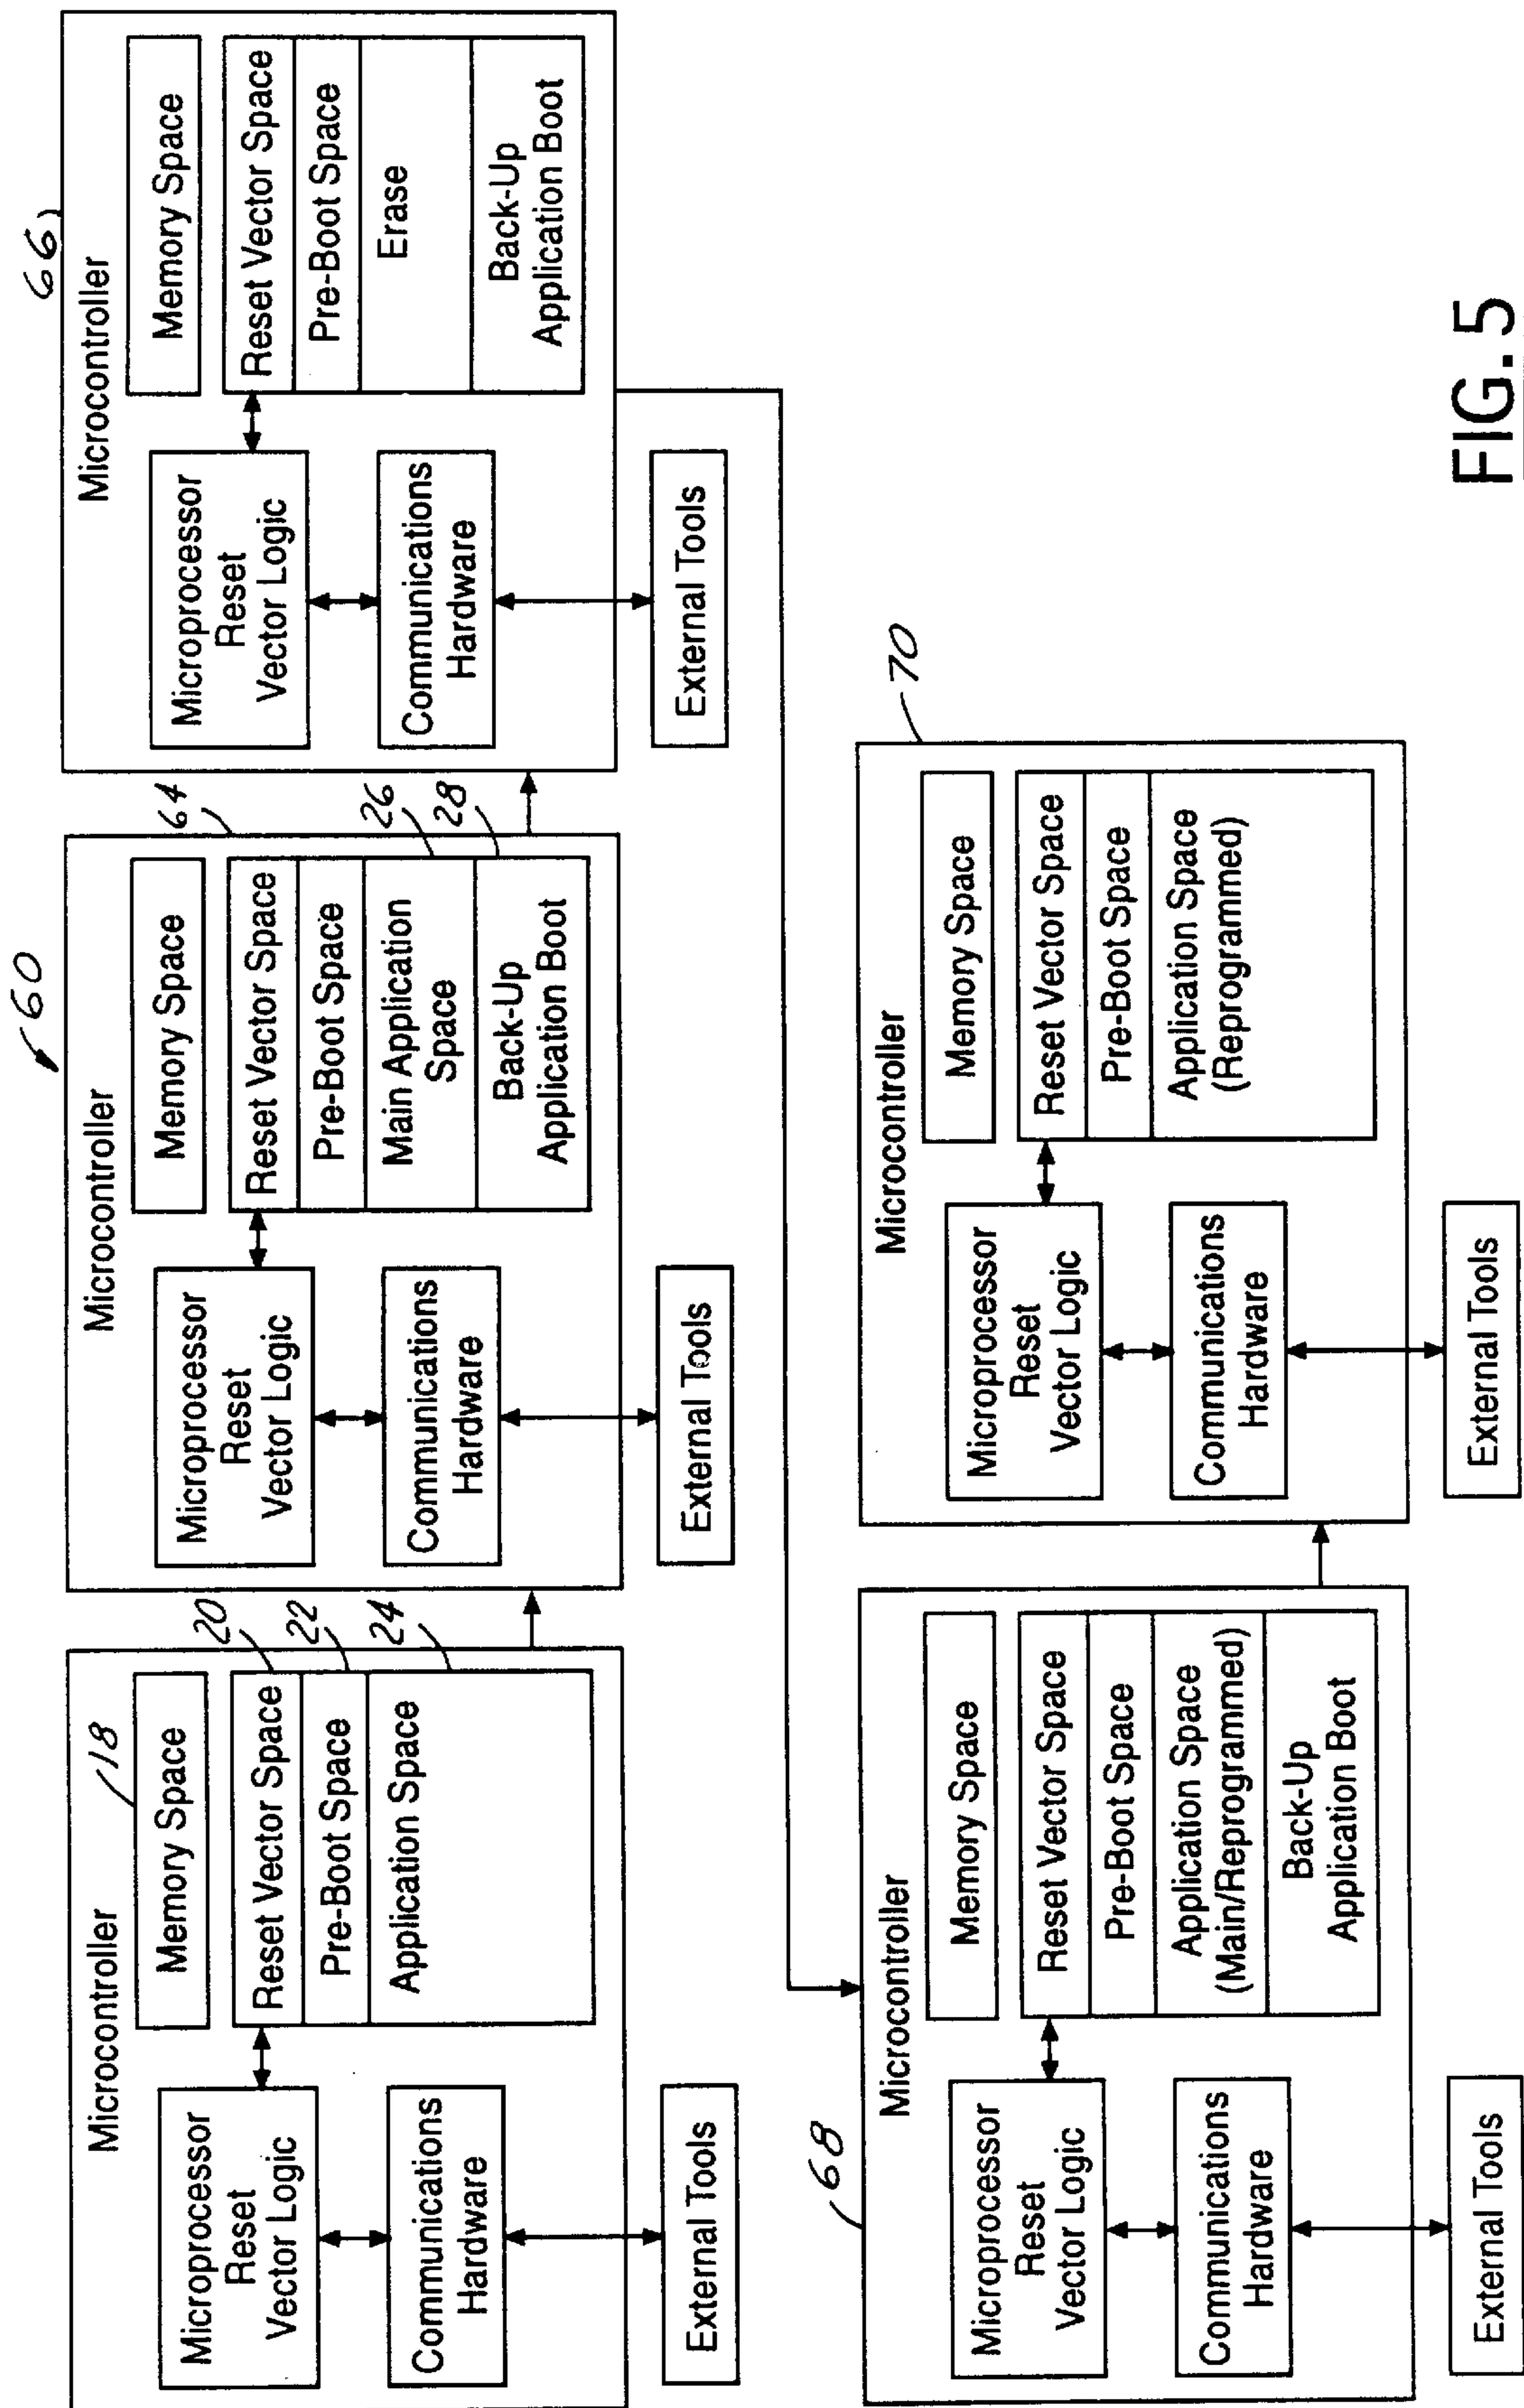 60
Microcontroller
18
Memory Space
Reset Vector Space
20
Pre-Boot Space
22
Application Space
24
Microprocessor
Reset
Vector Logic
Communications
Hardware
External Tools
Microcontroller
64
Memory Space
Reset Vector Space
Pre-Boot Space
Main Application
Space
26
Back-Up
Application Boot
28
Microprocessor
Reset
Vector Logic
Communications
Hardware
External Tools
66
Microcontroller
Memory Space
Reset Vector Space
Pre-Boot Space
Erase
Back-Up
Application Boot
Microprocessor
Reset
Vector Logic
Communications
Hardware
External Tools
68
Microcontroller
Memory Space
Reset Vector Space
Pre-Boot Space
Application Space
(Main/Reprogrammed)
Back-Up
Application Boot
Microprocessor
Reset
Vector Logic
Communications
Hardware
External Tools
70
Microcontroller
Memory Space
Reset Vector Space
Pre-Boot Space
Application Space
(Reprogrammed)
Microprocessor
Reset
Vector Logic
Communications
Hardware
External Tools
FIG. 5